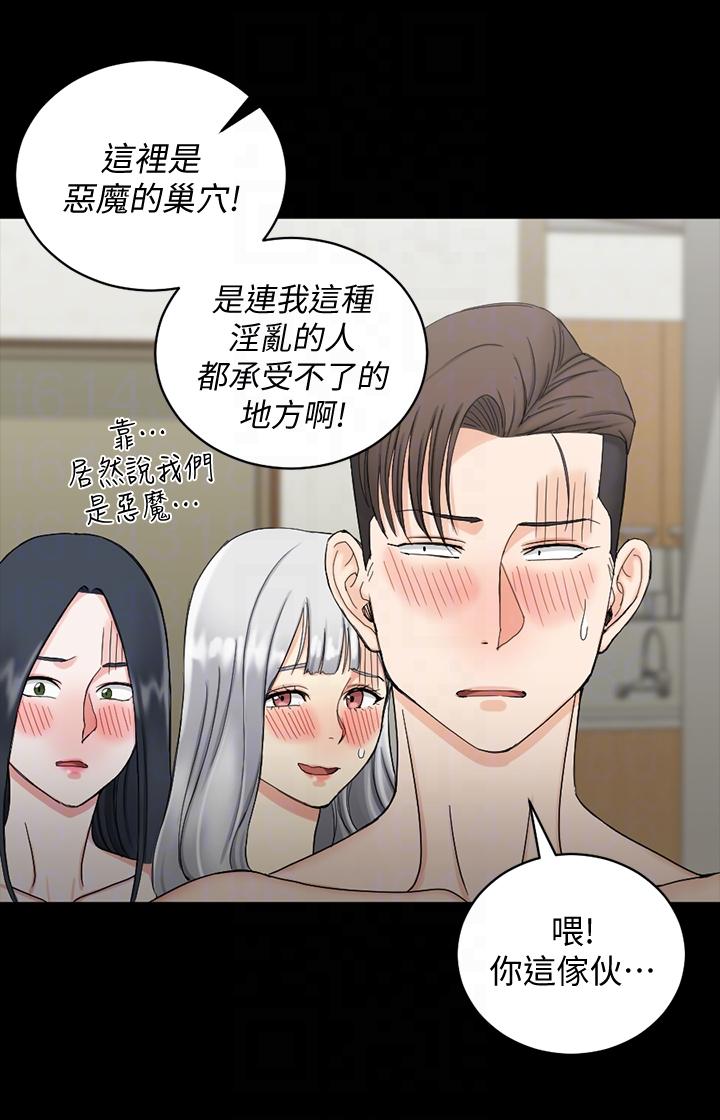 這裡是
惡魔的巢穴!
是連我這種
淫亂的人
都承受不了的
地方啊!
靠…
居然說我們
是惡魔…
喂!
你這傢伙…